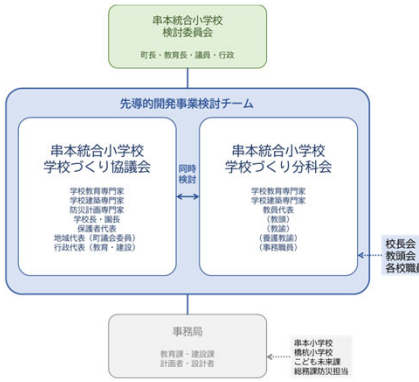 串本統合小学校
検討委員会
町長・教育長・議員・行政
先導的開発事業検討チーム
串本統合小学校
学校づくり協議会
学校教育専門家
学校建築専門家
防災計画専門家
学校長・園長
保護者代表
地域代表（町議会委員）
行政代表（教育・建設）
同時
検討
串本統合小学校
学校づくり分科会
学校教育専門家
学校建築専門家
教員代表
（教頭）
（教諭）
（養護教諭）
（事務職員）
校長会
教頭会
各校職員
事務局
教育課・建設課
計画者・設計者
串本小学校
橋杭小学校
こども未来課
総務課防災担当